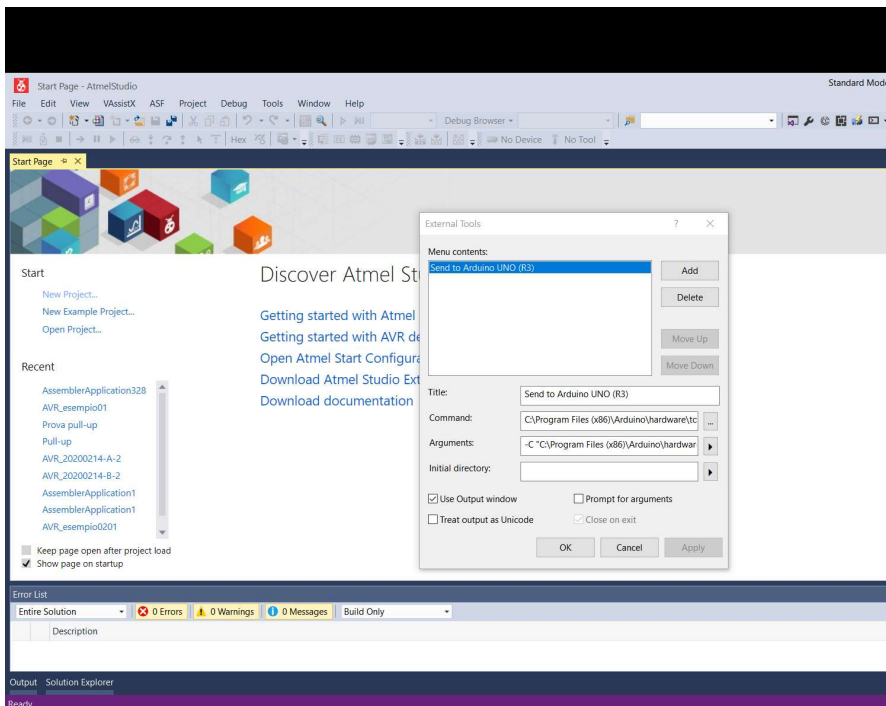 Start Page - AtmelStudio
Standard Mode
File Edit View VAssistX ASF Project Debug Tools Window Help
Debug Browser
Hex No Device No Tool
Start Page
External Tools
Menu contents:
Send to Arduino UNO (R3)
Add
Delete
Move Up
Move Down
Title: Send to Arduino UNO (R3)
Command: C:\Program Files (x86)\Arduino\hardware\tc ...
Arguments: -C "C:\Program Files (x86)\Arduino\hardwar
Initial directory:
Use Output window Prompt for arguments
Treat output as Unicode Close on exit
OK Cancel Apply
Start
New Project...
New Example Project...
Open Project...
Recent
AssemblerApplication328
AVR_esempio01
Prova pull-up
Pull-up
AVR_20200214-A-2
AVR_20200214-B-2
AssemblerApplication1
AssemblerApplication1
AVR_esempio0201
Keep page open after project load
Show page on startup
Discover Atmel St
Getting started with Atmel
Getting started with AVR de
Open Atmel Start Configura
Download Atmel Studio Ext
Download documentation
Error List
Entire Solution 0 Errors 0 Warnings 0 Messages Build Only
Description
Output Solution Explorer
Ready